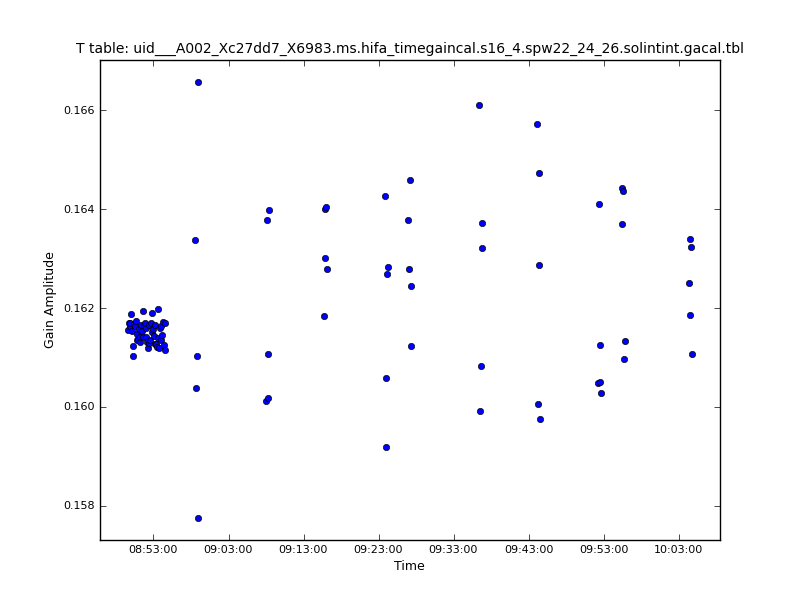 T table: uid___A002_Xc27dd7_X6983.ms.hifa_timegaincal.s16_4.spw22_24_26.solintint.gacal.tbl
0.166
0.164
0.162
0.160
0.158
Gain Amplitude
08:53:00 09:03:00 09:13:00 09:23:00 09:33:00 09:43:00 09:53:00 10:03:00
Time